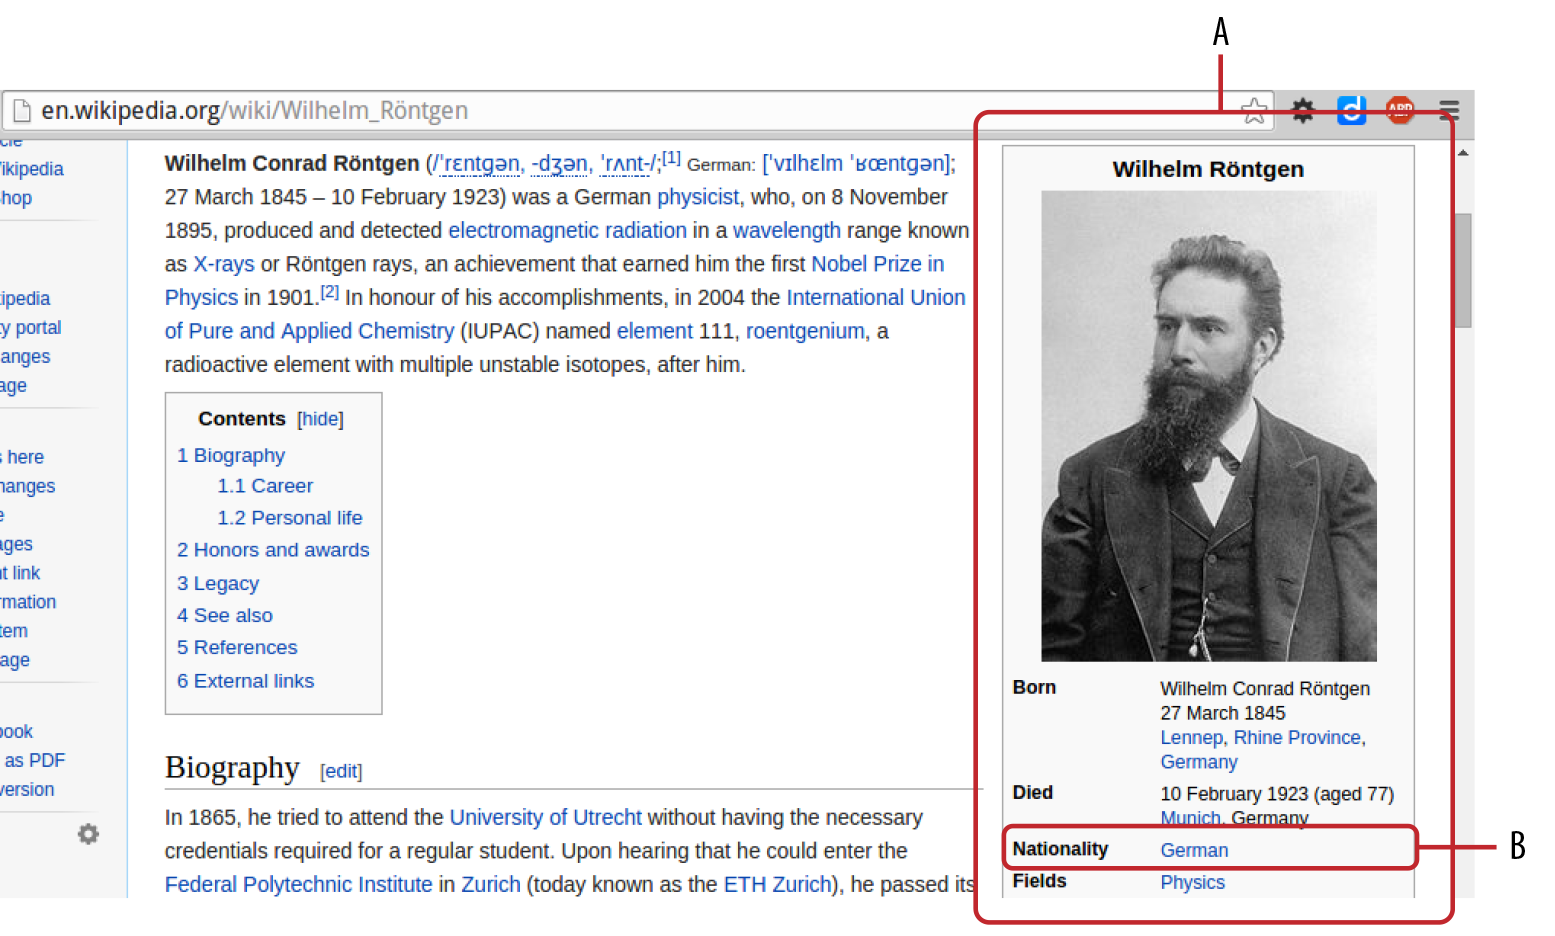 A
en.wikipedia.org/wiki/Wilhelm_Röntgen
ABP
Wikipedia
shop
Wilhelm Conrad Röntgen (/ˈrɛntɡən, -dʒən, ˈrʌnt-/;[1] German: [ˈvɪlhɛlm ˈʁœntɡən];
27 March 1845 – 10 February 1923) was a German physicist, who, on 8 November
1895, produced and detected electromagnetic radiation in a wavelength range known
as X-rays or Röntgen rays, an achievement that earned him the first Nobel Prize in
Physics in 1901.[2] In honour of his accomplishments, in 2004 the International Union
of Pure and Applied Chemistry (IUPAC) named element 111, roentgenium, a
radioactive element with multiple unstable isotopes, after him.
ipedia
ty portal
anges
age
s here
hanges
e
ages
nt link
rmation
tem
age
book
as PDF
version
Contents [hide]
1 Biography
1.1 Career
1.2 Personal life
2 Honors and awards
3 Legacy
4 See also
5 References
6 External links
Biography [edit]
In 1865, he tried to attend the University of Utrecht without having the necessary
credentials required for a regular student. Upon hearing that he could enter the
Federal Polytechnic Institute in Zurich (today known as the ETH Zurich), he passed its
Wilhelm Röntgen
Born Wilhelm Conrad Röntgen
27 March 1845
Lennep, Rhine Province,
Germany
Died 10 February 1923 (aged 77)
Munich, Germany
Nationality German
Fields Physics
B